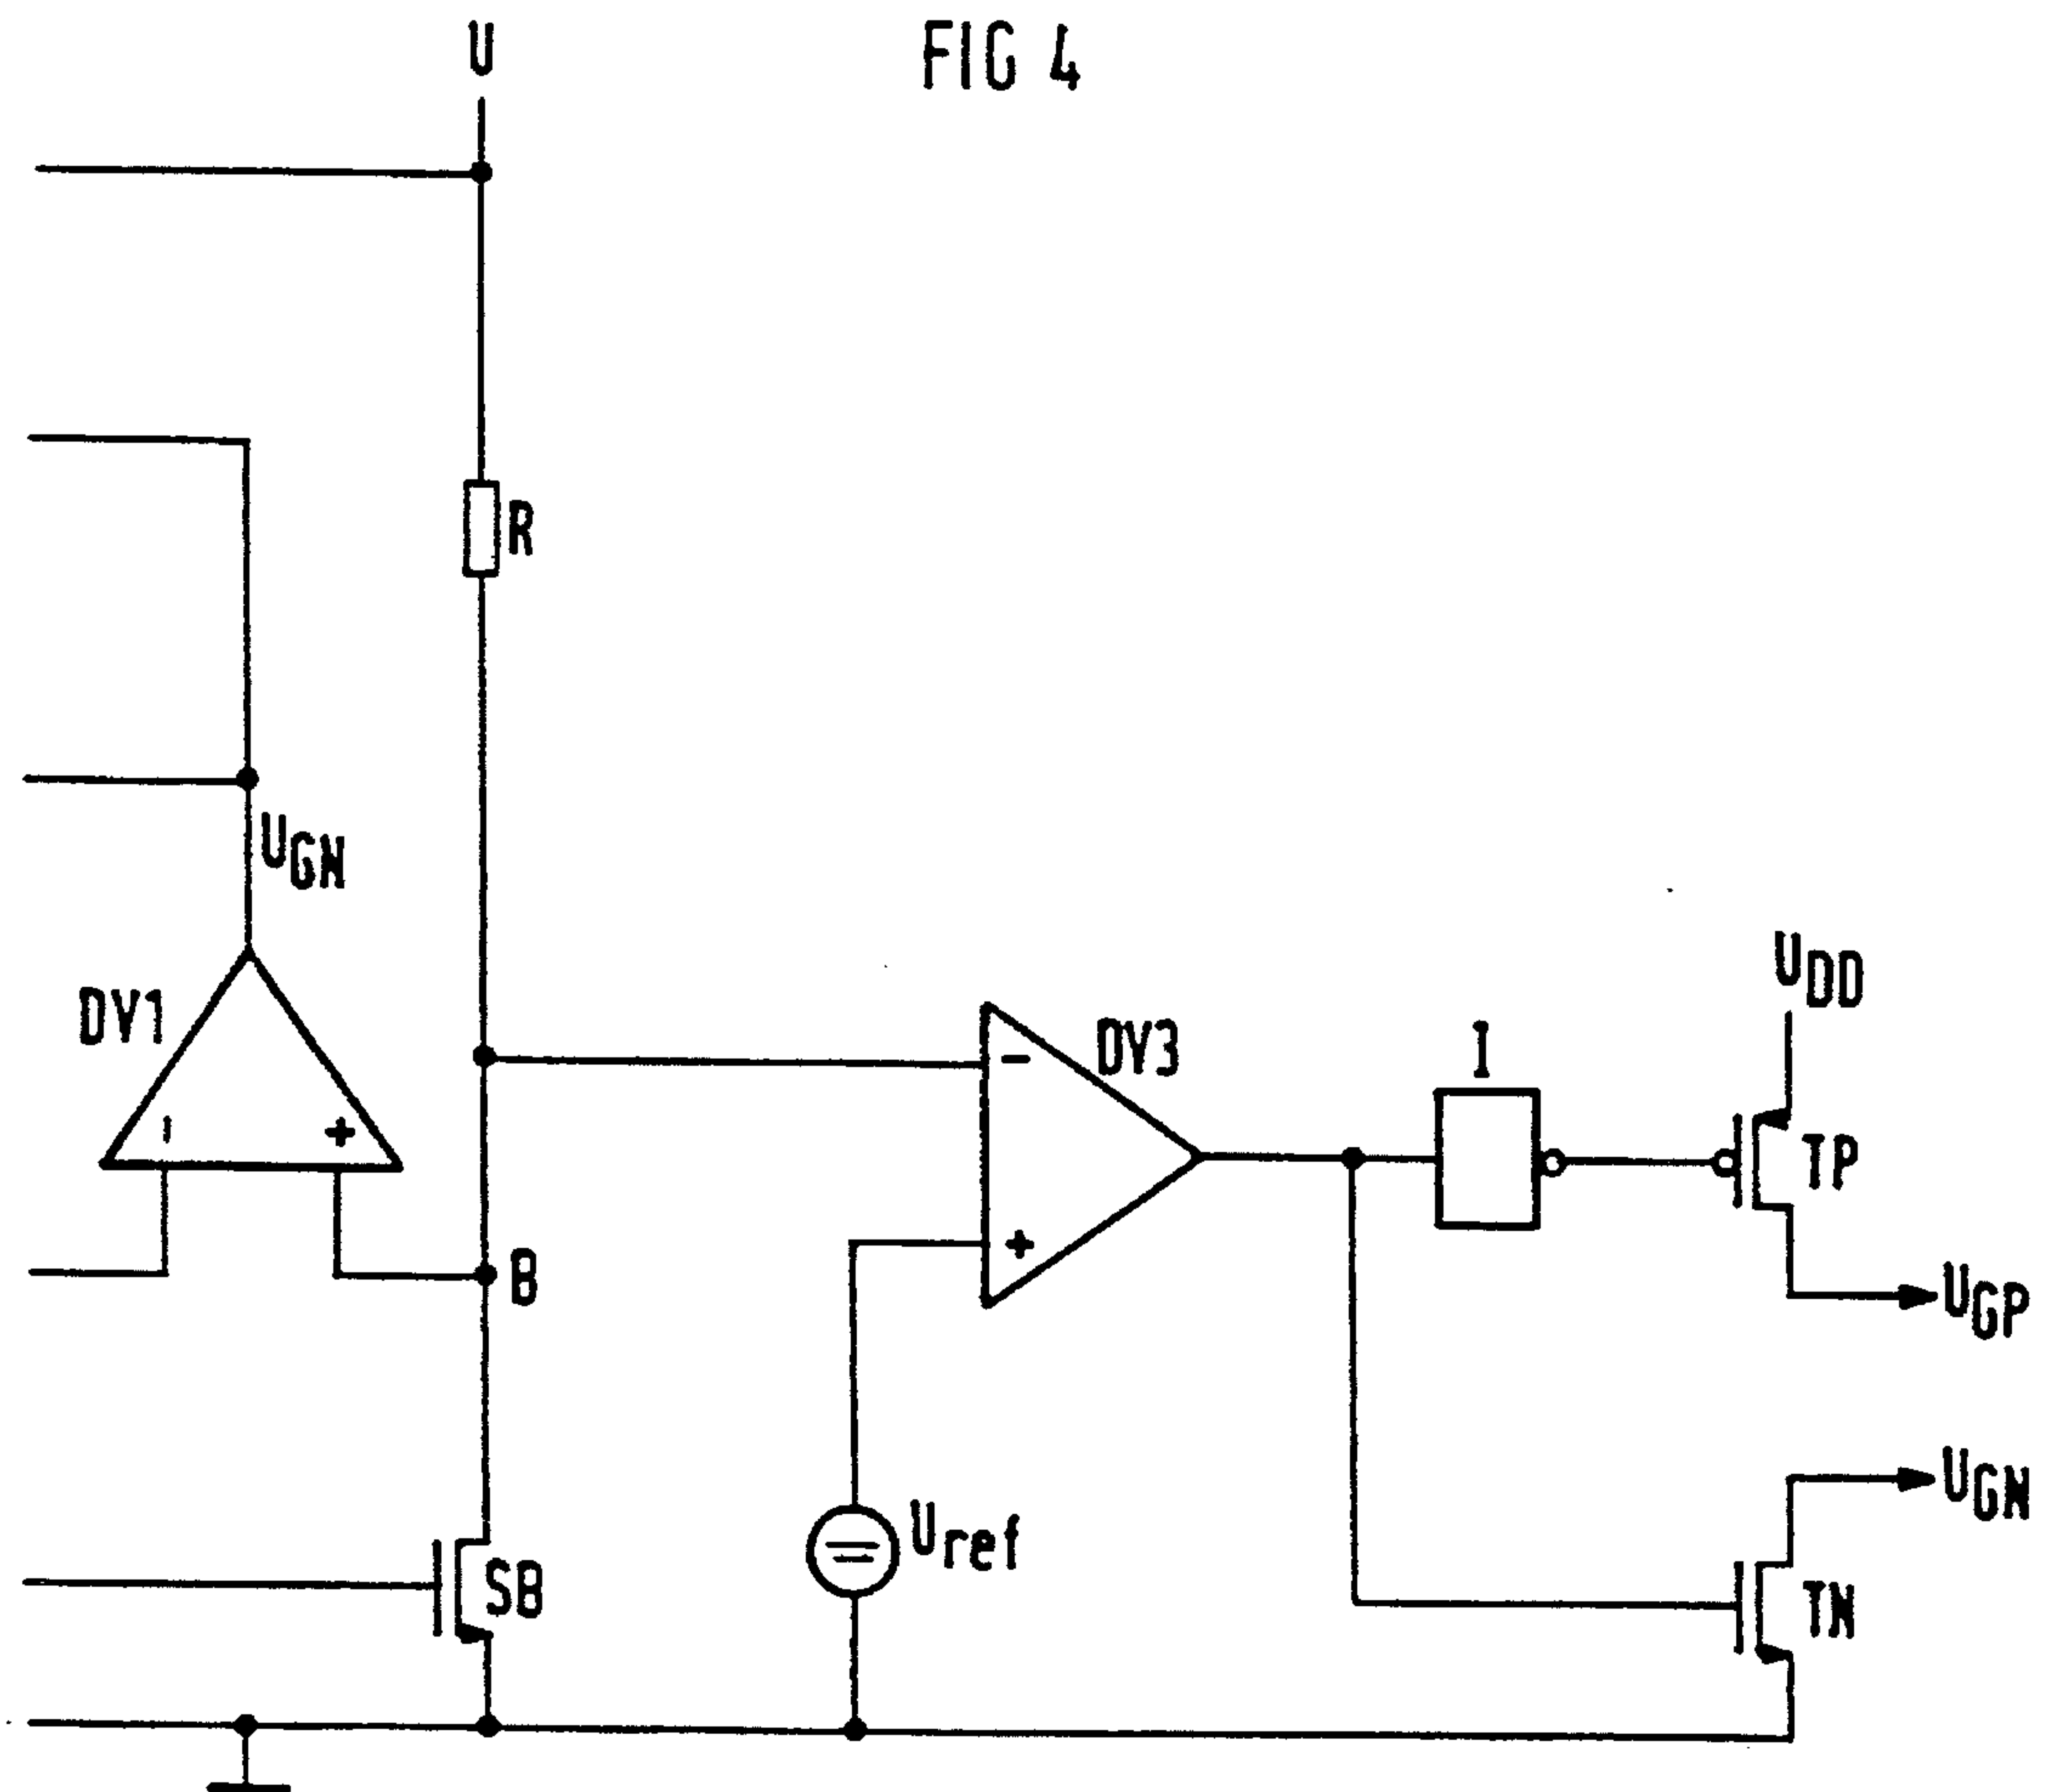 U
FIG 4
R
UGN
DV1
-
+
B
-
DV3
+
I
UDD
TP
UGP
UGN
TN
SB
Uref
=